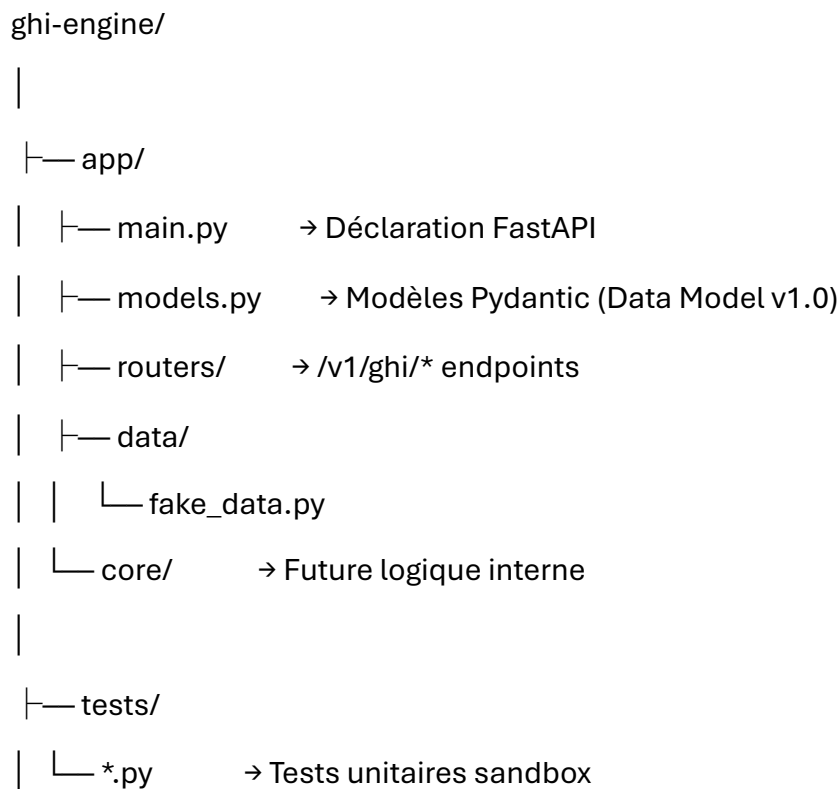 ghi-engine/
│
├── app/
│ ├── main.py → Déclaration FastAPI
│ ├── models.py → Modèles Pydantic (Data Model v1.0)
│ ├── routers/ → /v1/ghi/* endpoints
│ ├── data/
│ │ └── fake_data.py
│ └── core/ → Future logique interne
│
├── tests/
│ └── *.py → Tests unitaires sandbox